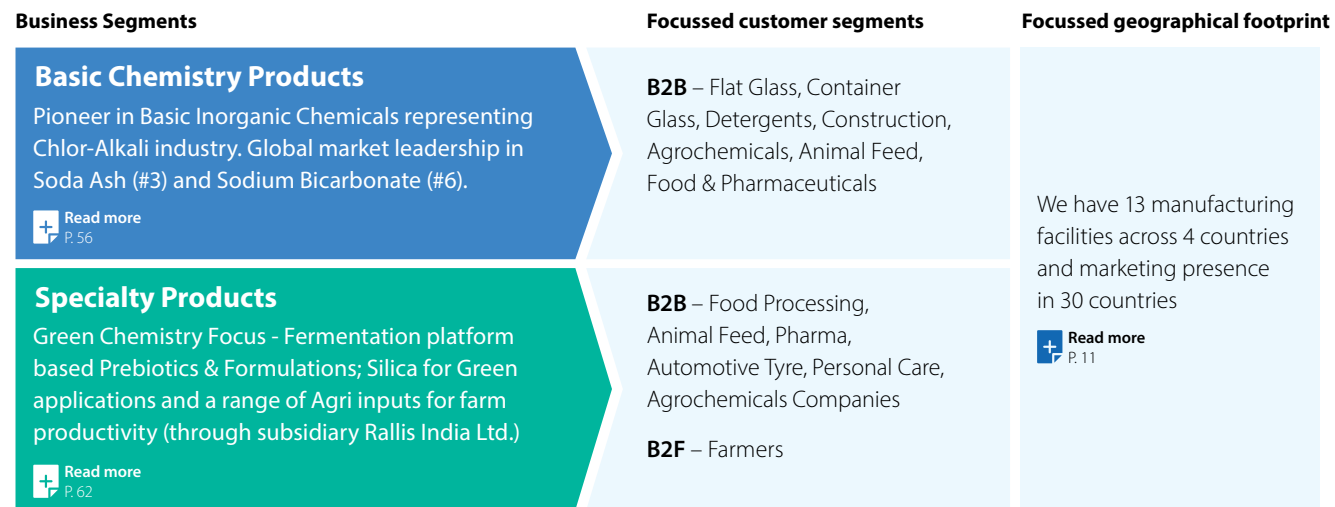 Business Segments
Focussed customer segments
Focussed geographical footprint
Basic Chemistry Products
Pioneer in Basic Inorganic Chemicals representing
Chlor-Alkali industry. Global market leadership in
Soda Ash (#3) and Sodium Bicarbonate (#6).
Read more
P. 56
B2B – Flat Glass, Container
Glass, Detergents, Construction,
Agrochemicals, Animal Feed,
Food & Pharmaceuticals
Specialty Products
Green Chemistry Focus - Fermentation platform
based Prebiotics & Formulations; Silica for Green
applications and a range of Agri inputs for farm
productivity (through subsidiary Rallis India Ltd.)
Read more
P. 62
B2B – Food Processing,
Animal Feed, Pharma,
Automotive Tyre, Personal Care,
Agrochemicals Companies
B2F – Farmers
We have 13 manufacturing
facilities across 4 countries
and marketing presence
in 30 countries
Read more
P. 11